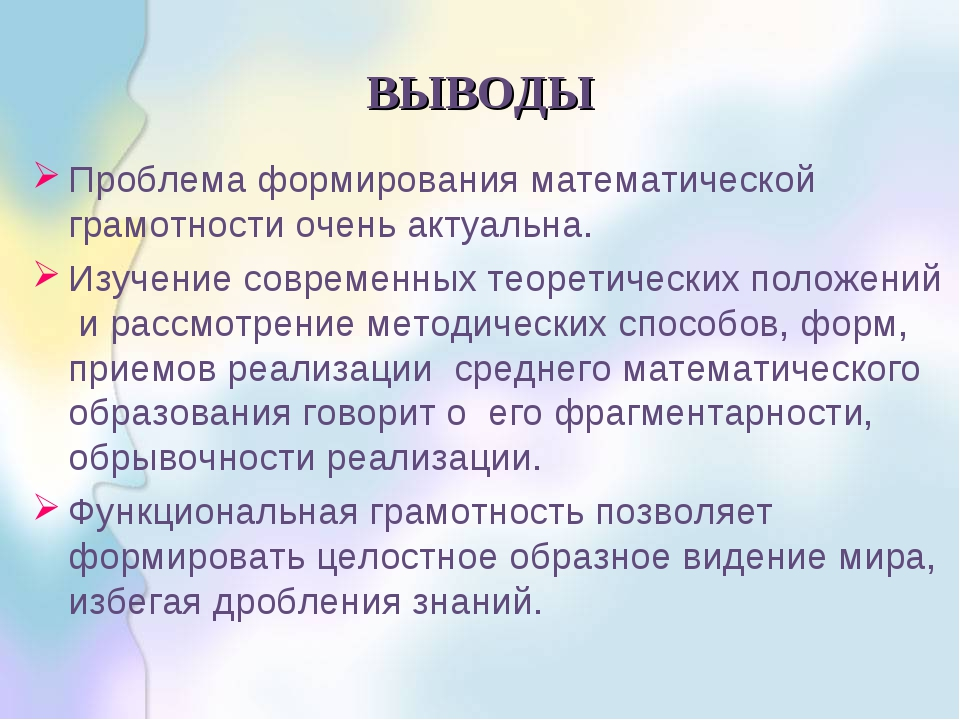 ВЫВОДЫ
Проблема формирования математической
грамотности очень актуальна.
Изучение современных теоретических положений
и рассмотрение методических способов, форм,
приемов реализации среднего математического
образования говорит о его фрагментарности,
обрывочности реализации.
Функциональная грамотность позволяет
формировать целостное образное видение мира,
избегая дробления знаний.